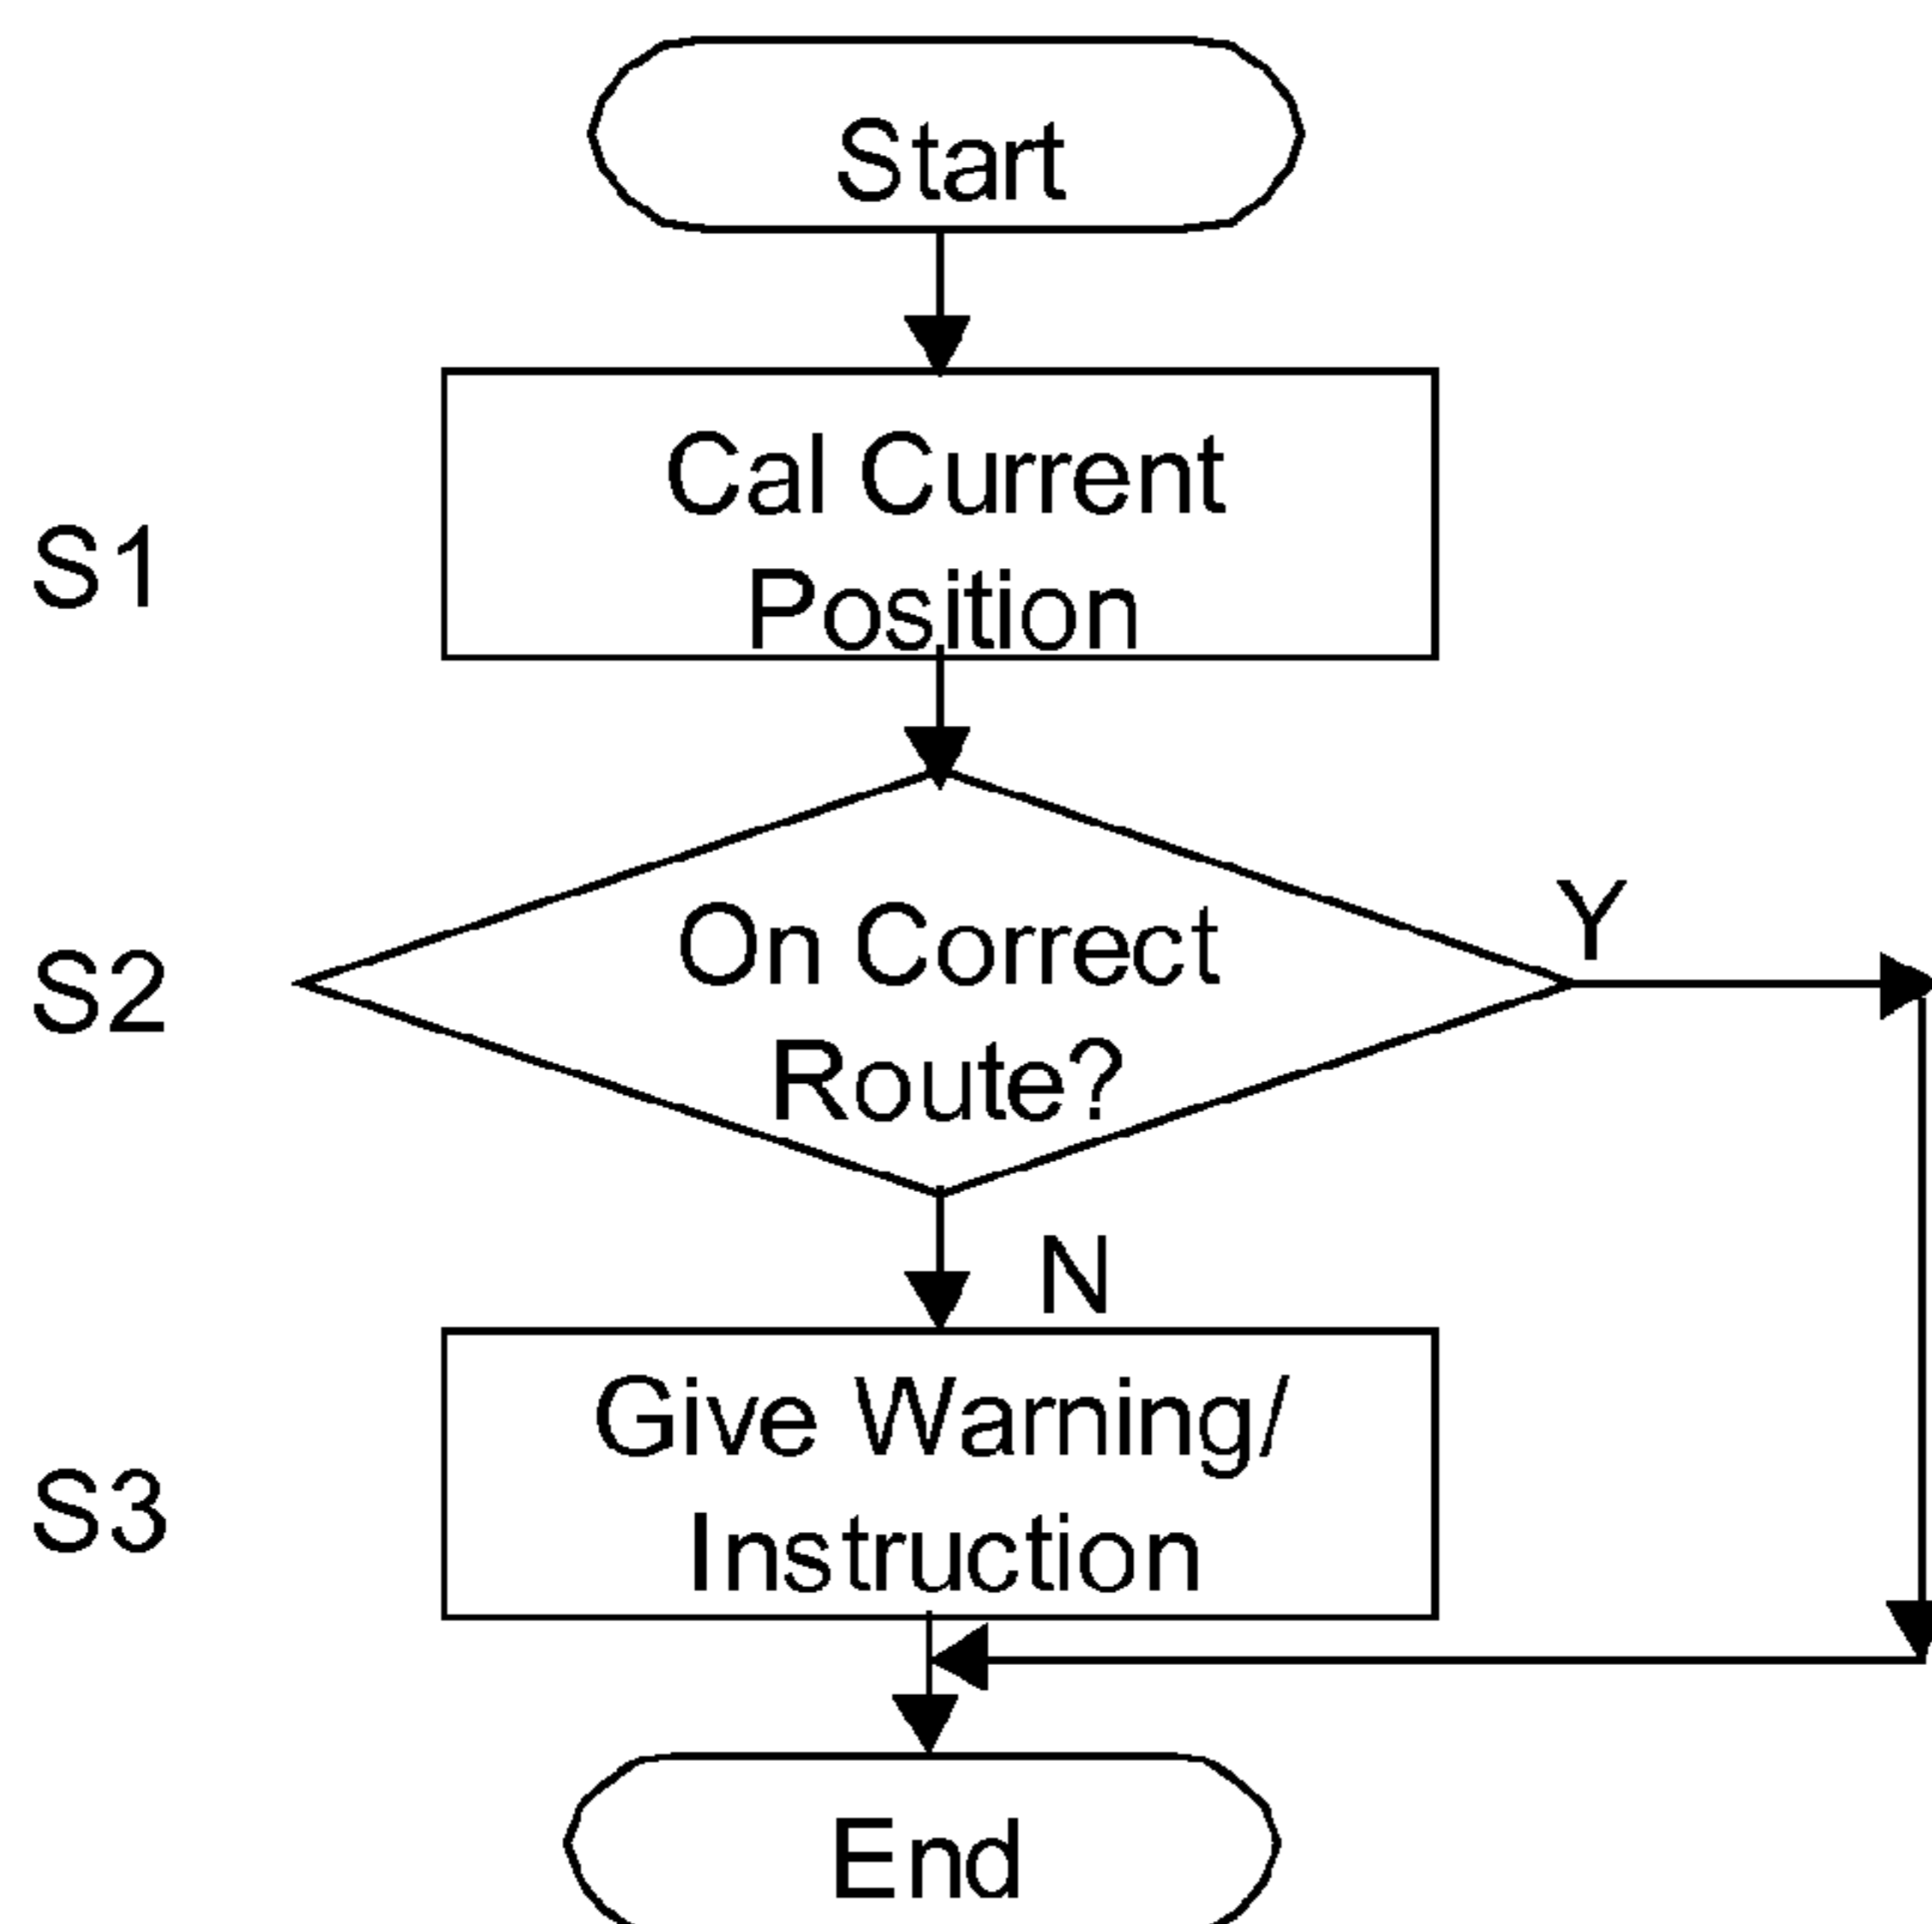 Start
Cal Current
Position
S1
On Correct
Route?
Y
S2
N
Give Warning/
Instruction
S3
End